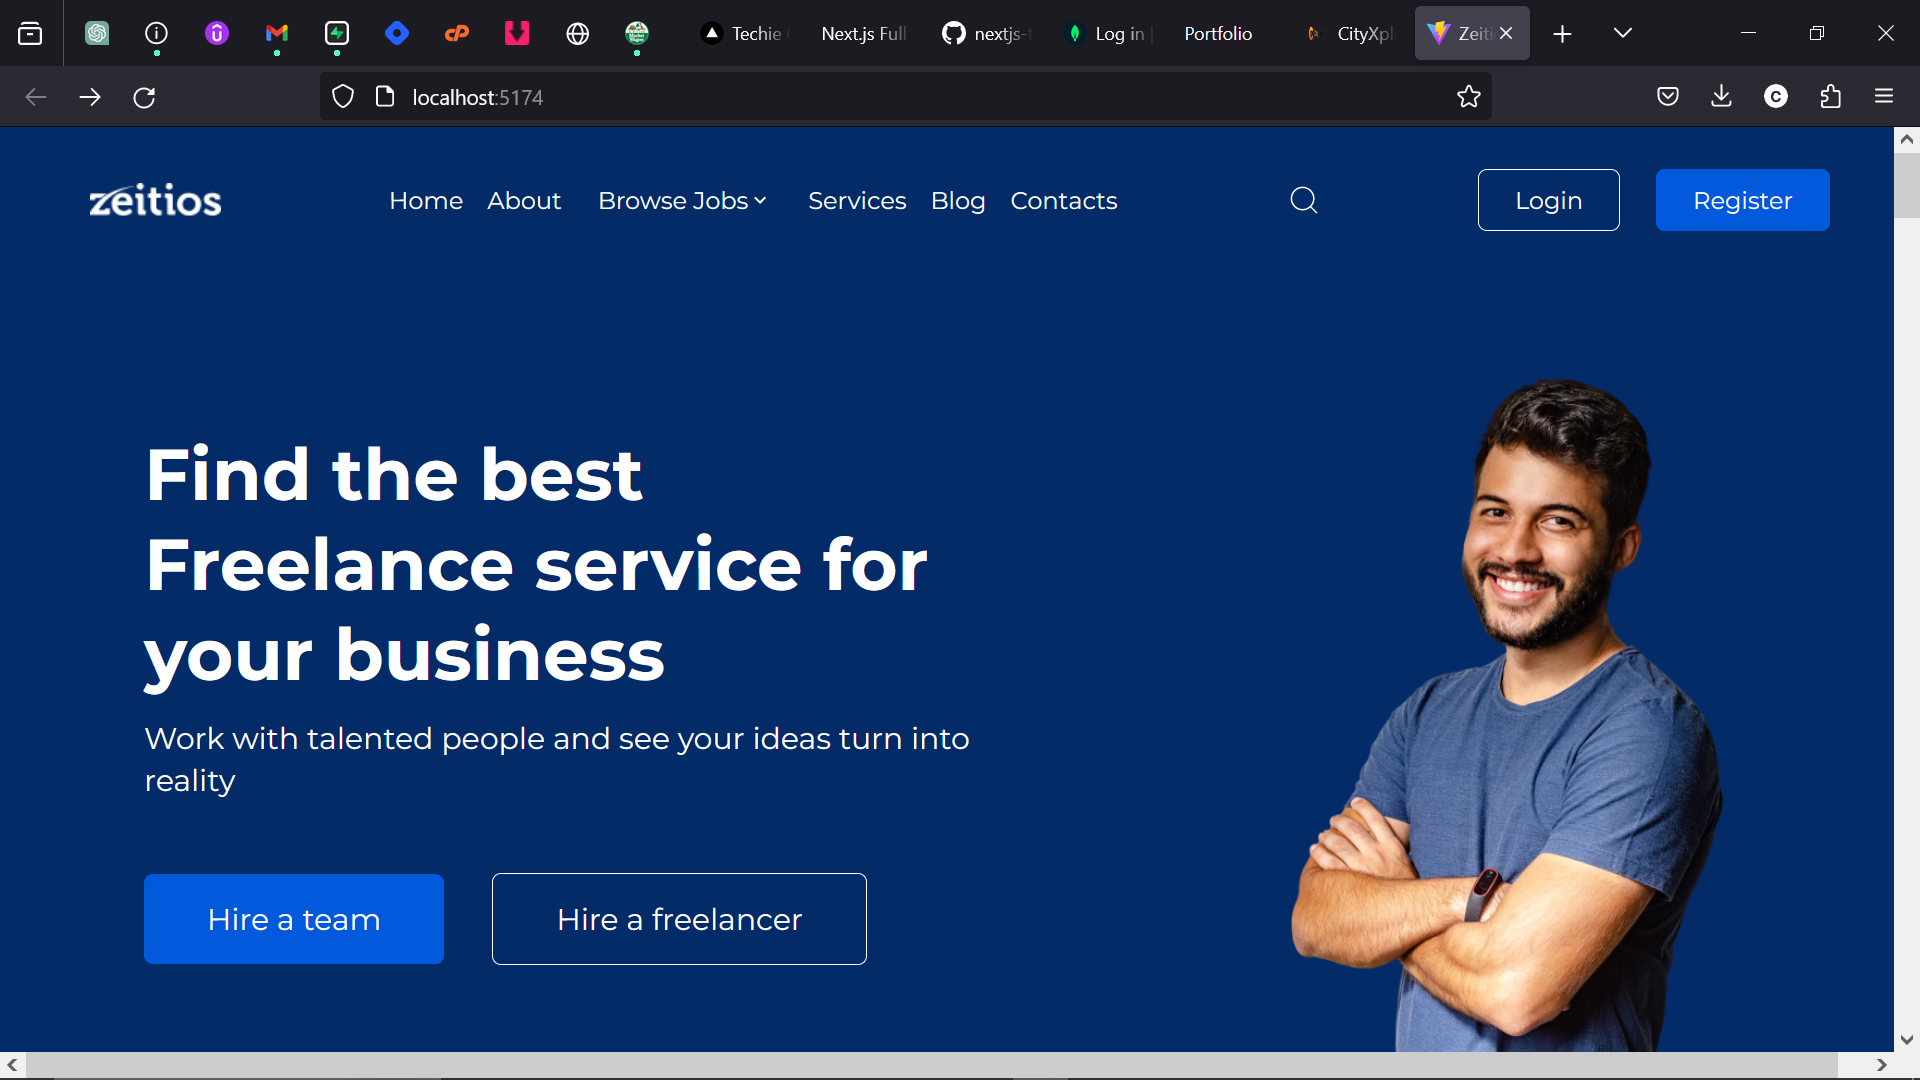 Techie
Next.js Full
nextjs-
Log in
Portfolio
CityXpl
Zeiti
localhost:5174
zeitios
Home
About
Browse Jobs
Services
Blog
Contacts
Login
Register
Find the best
Freelance service for
your business
Work with talented people and see your ideas turn into
reality
Hire a team
Hire a freelancer